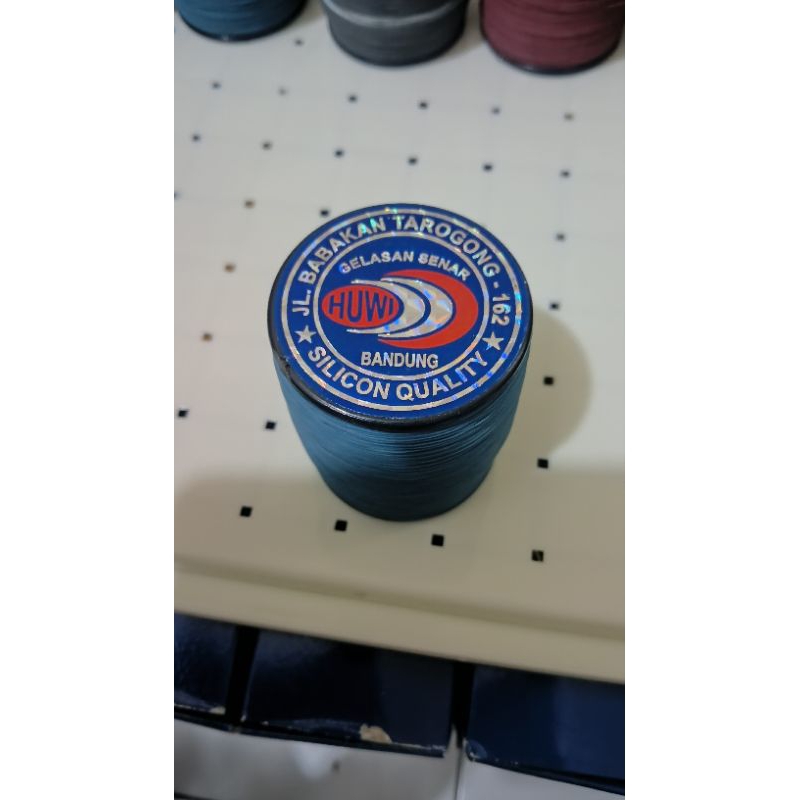 JL. BABAKAN TAROGONG - 162
GELASAN SENAR
HUWI
BANDUNG
★ SILICON QUALITY ★